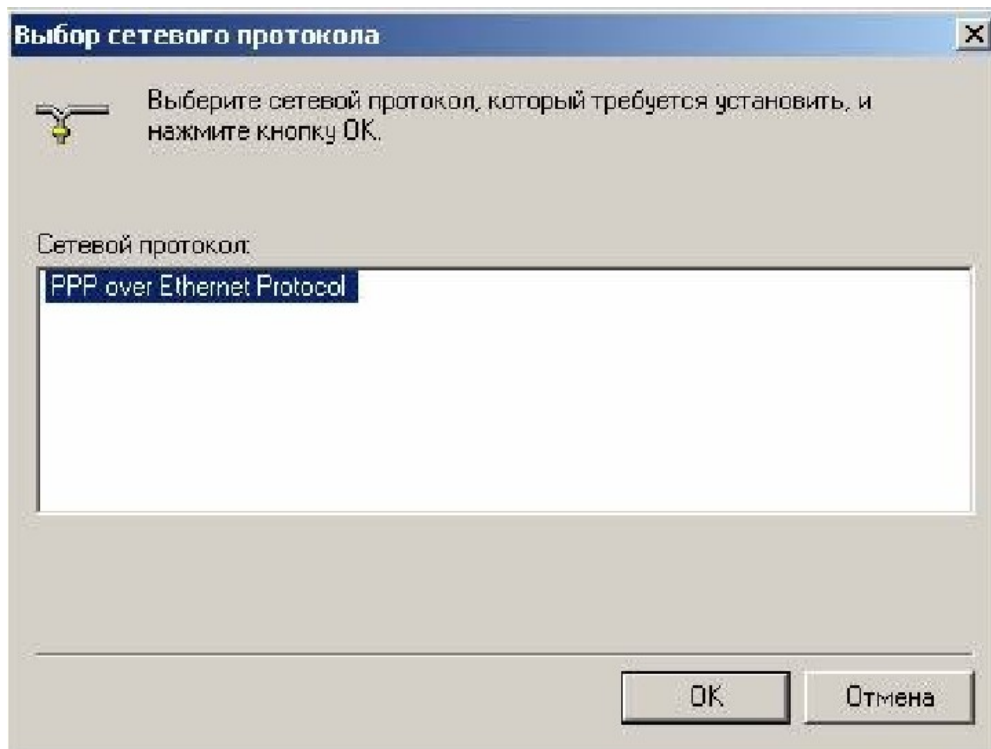 Выбор сетевого протокола
Выберите сетевой протокол, который требуется установить, и
нажмите кнопку OK.
Сетевой протокол:
PPP over Ethernet Protocol
OK
Отмена